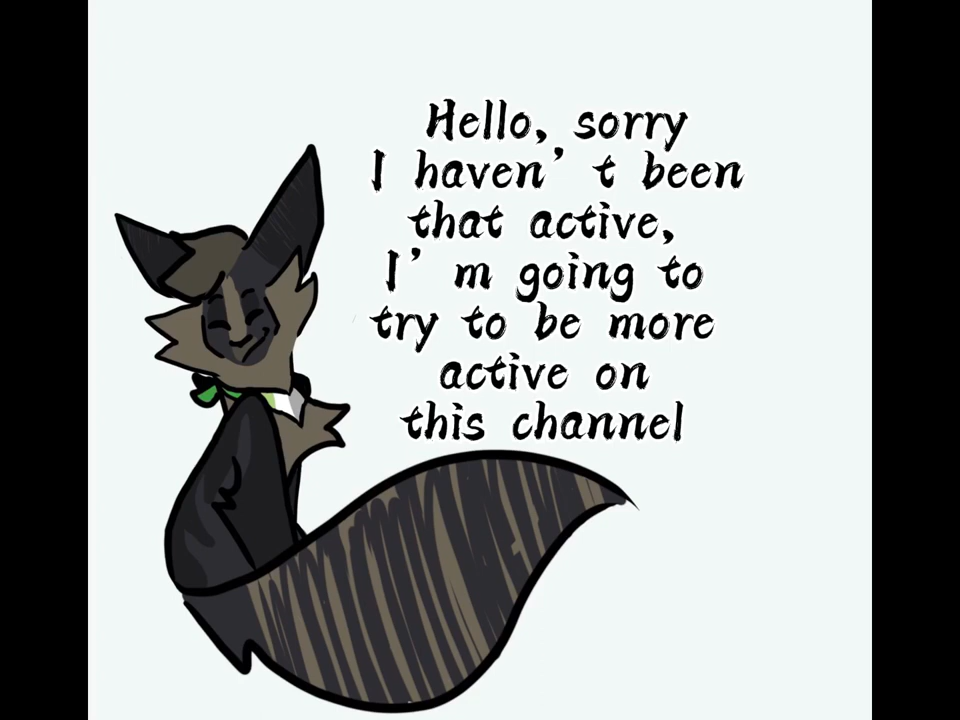 Hello, sorry
I haven’t been
that active,
I’m going to
try to be more
active on
this channel